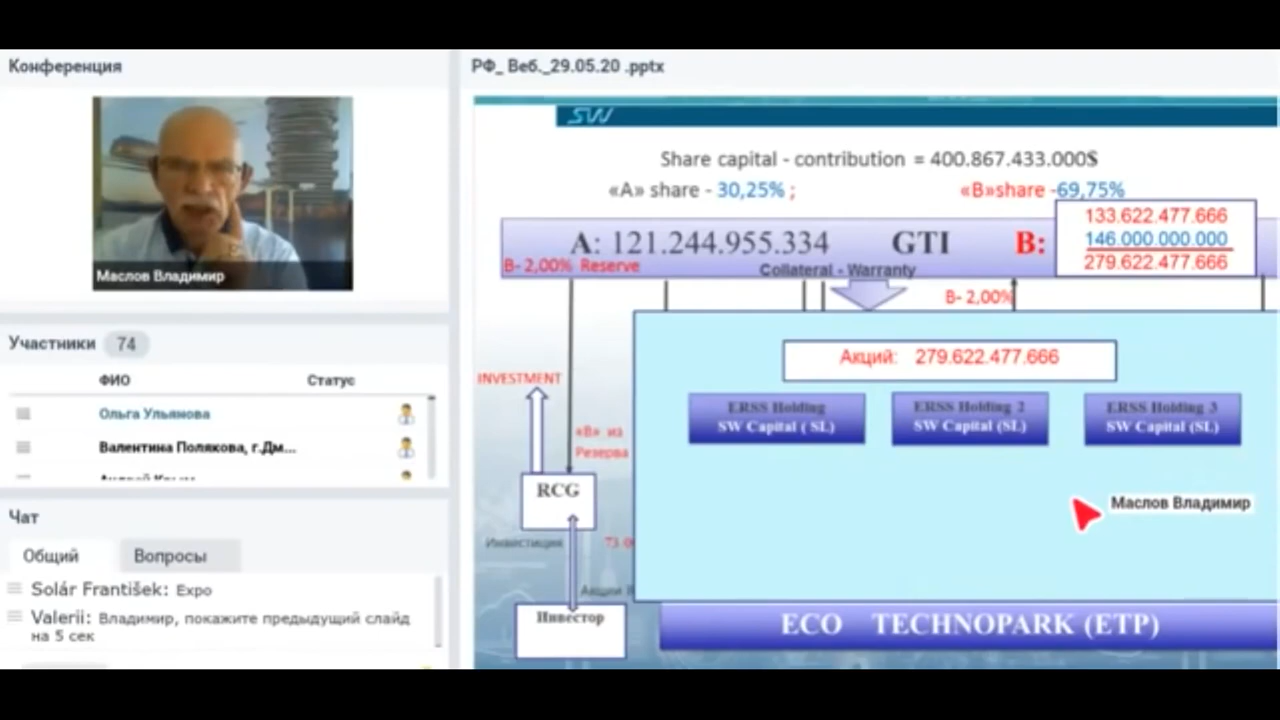 Конференция
Маслов Владимир
Участники 74
ФИО Статус
Ольга Ульянова
Валентина Полякова, г.Дм...
Чат
Общий Вопросы
Solár František: Expo
Valerii: Владимир, покажите предыдущий слайд
на 5 сек
РФ_ Веб._29.05.20 .pptx
SW
Share capital - contribution = 400.867.433.000$
«A» share - 30,25% ; «B»share -69,75%
A: 121.244.955.334 GTI B:
133.622.477.666
146.000.000.000
279.622.477.666
B- 2,00% Reserve
Collateral - Warranty
B- 2,00%
Акций: 279.622.477.666
INVESTMENT
ERSS Holding
SW Capital ( SL)
ERSS Holding 2
SW Capital (SL)
ERSS Holding 3
SW Capital (SL)
«B» из
Резерва
RCG
Маслов Владимир
Инвестиция
Акции
Инвестор
ECO TECHNOPARK (ETP)